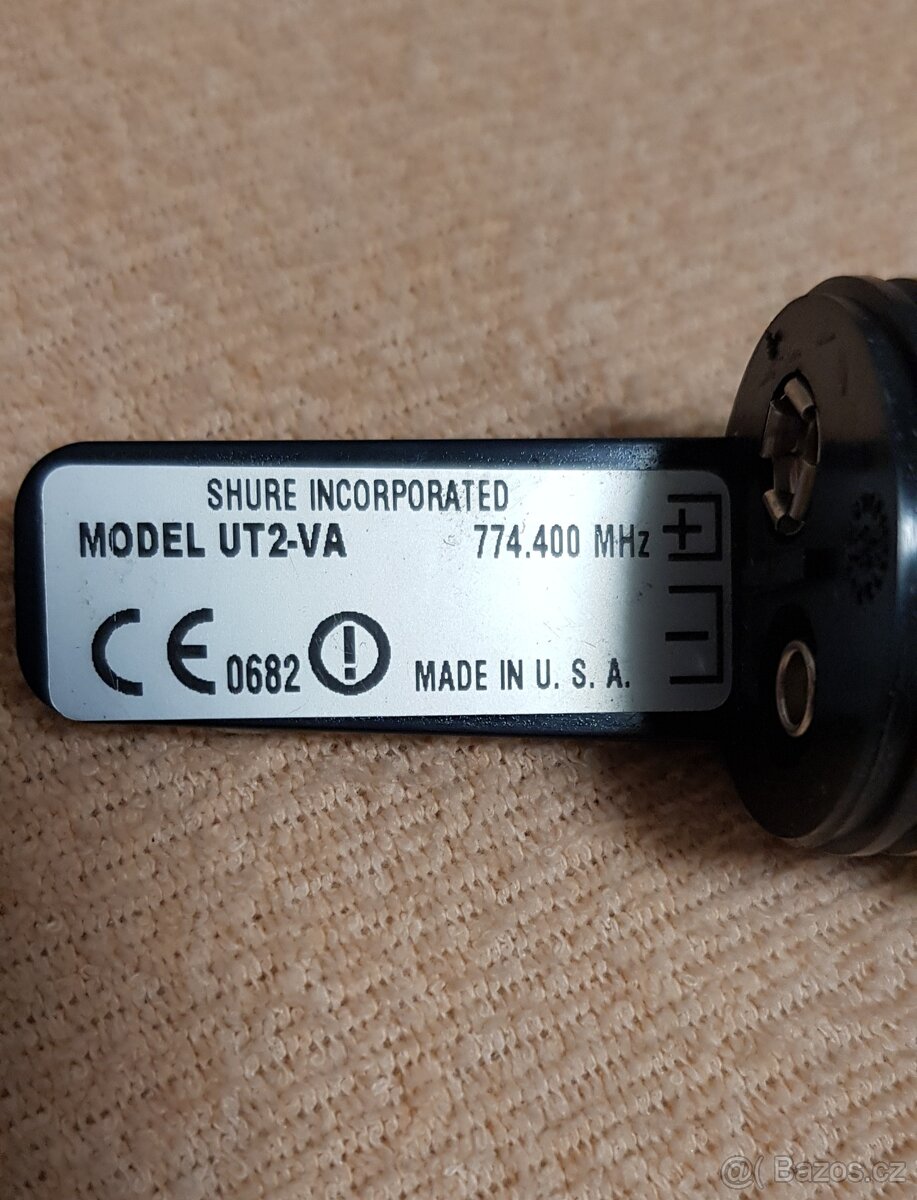 SHURE INCORPORATED
MODEL UT2-VA 774.400 MHz +
CE 0682 ! -
MADE IN U. S. A.
@( Bazos.cz